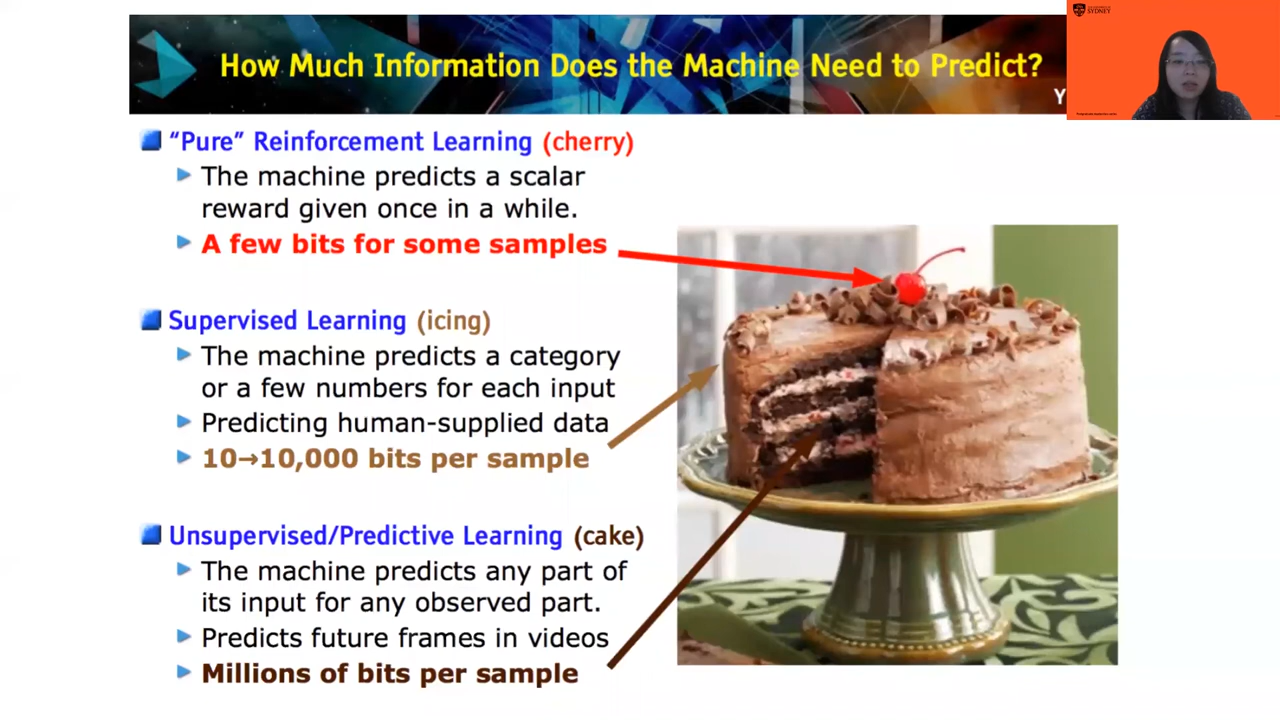 How Much Information Does the Machine Need to Predict?
Y
SYDNEY
"Pure" Reinforcement Learning (cherry)
The machine predicts a scalar
reward given once in a while.
A few bits for some samples
Supervised Learning (icing)
The machine predicts a category
or a few numbers for each input
Predicting human-supplied data
10→10,000 bits per sample
Unsupervised/Predictive Learning (cake)
The machine predicts any part of
its input for any observed part.
Predicts future frames in videos
Millions of bits per sample